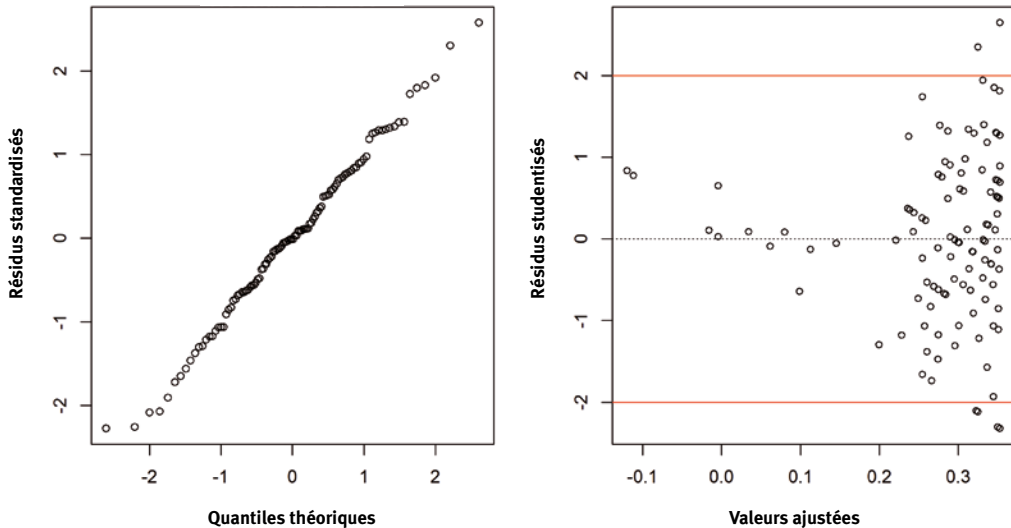 Résidus standardisés
2
1
0
-1
-2
-2 -1 0 1 2
Quantiles théoriques
Résidus studentisés
2
1
0
-1
-2
-0.1 0.0 0.1 0.2 0.3
Valeurs ajustées